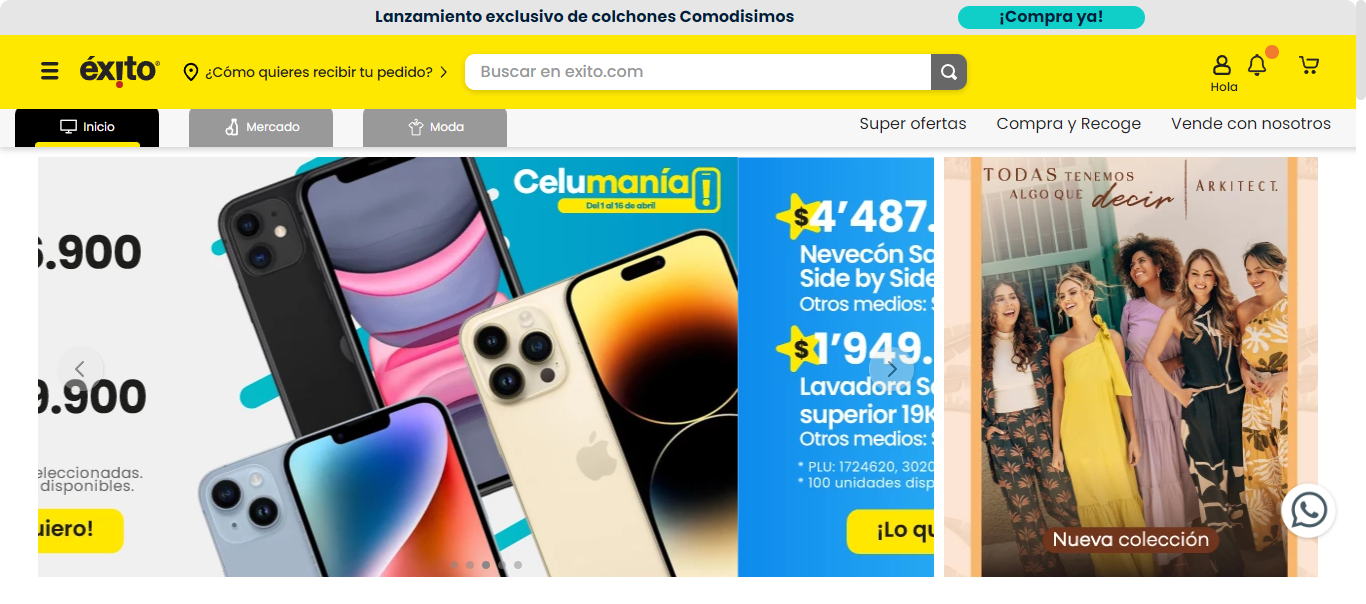 Lanzamiento exclusivo de colchones Comodisimos
¡Compra ya!
éxito
¿Cómo quieres recibir tu pedido?
Buscar en exito.com
Hola
Inicio
Mercado
Moda
Super ofertas
Compra y Recoge
Vende con nosotros
.900
9.900
eleccionadas.
disponibles.
uiero!
Celumanía
Del 1 al 16 de abril
$4’487.
Nevecón Sa
Side by Side
Otros medios: $
$1’949.
Lavadora Sa
superior 19K
Otros medios: $
* PLU: 1724620, 3020
* 100 unidades disp
¡Lo qu
TODAS TENEMOS
ALGO QUE decir
ARKITECT.
Nueva colección